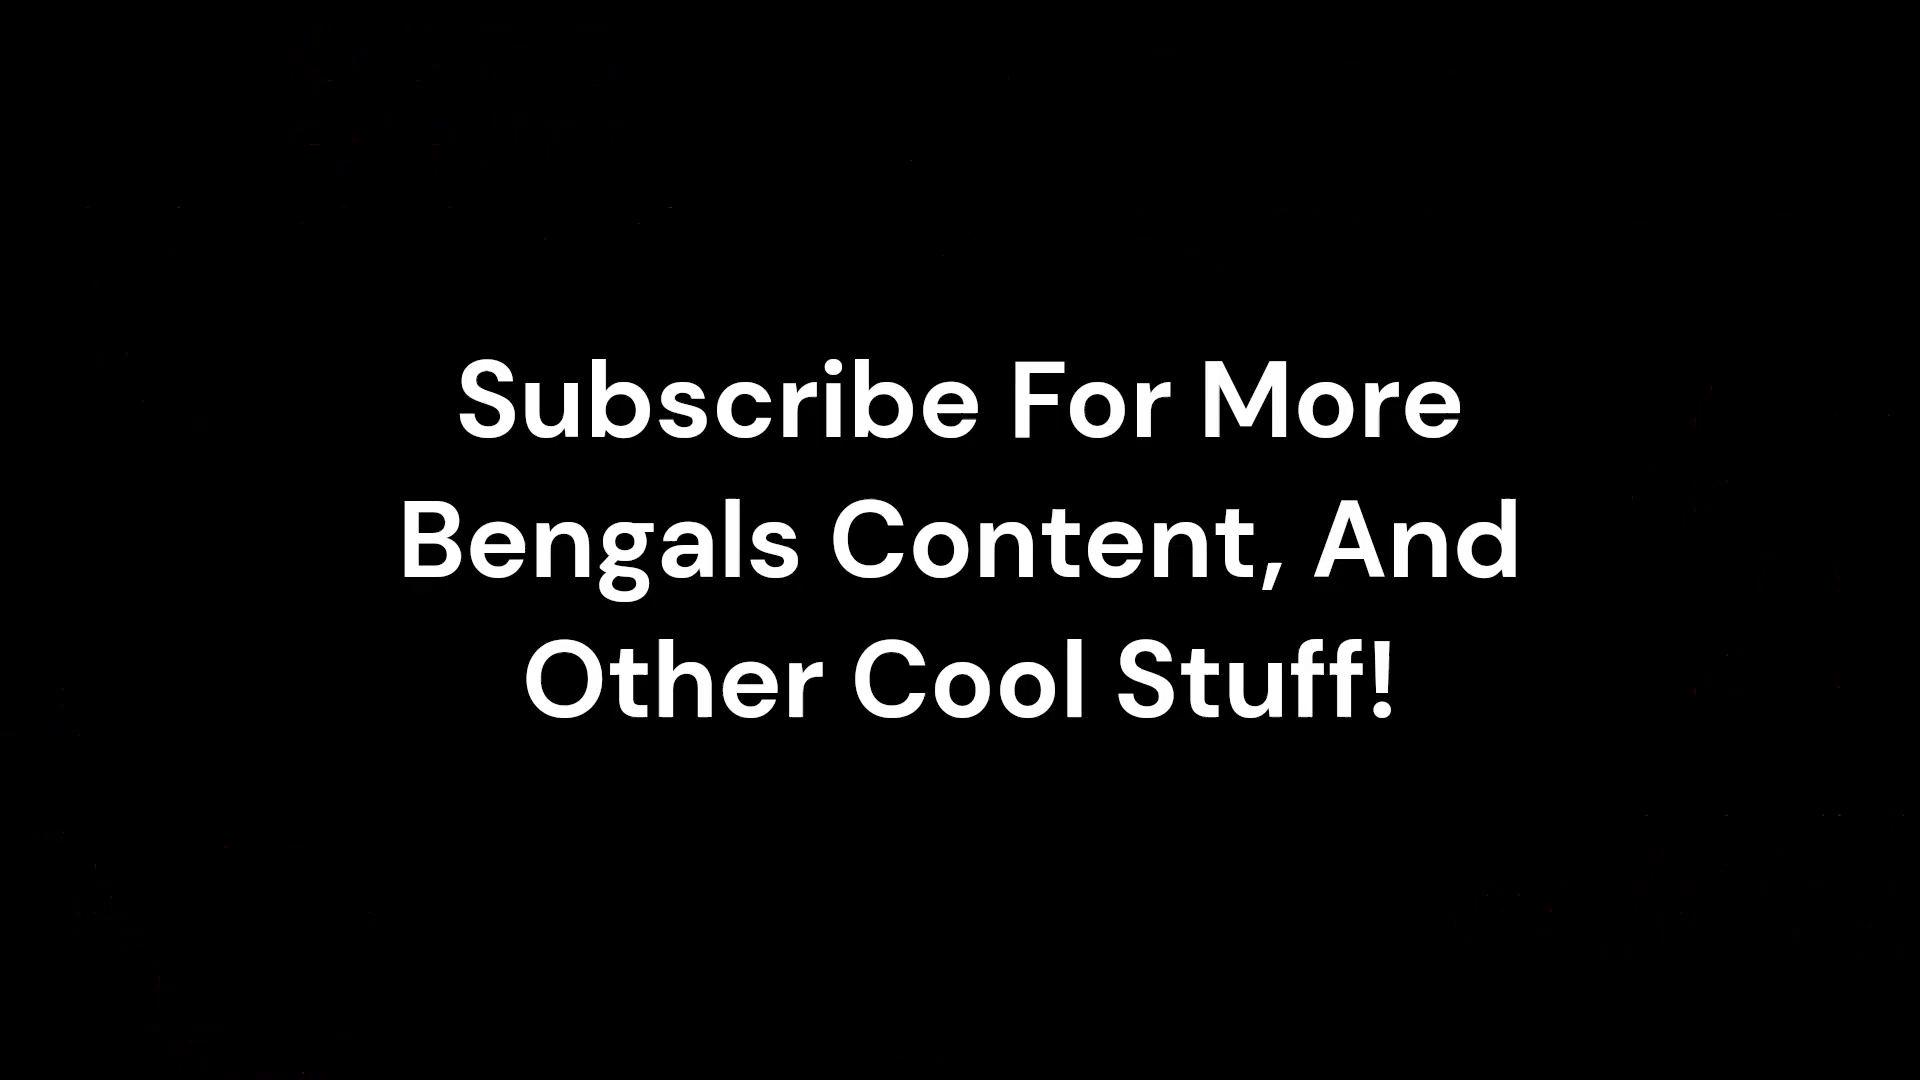 Subscribe For More
Bengals Content, And
Other Cool Stuff!